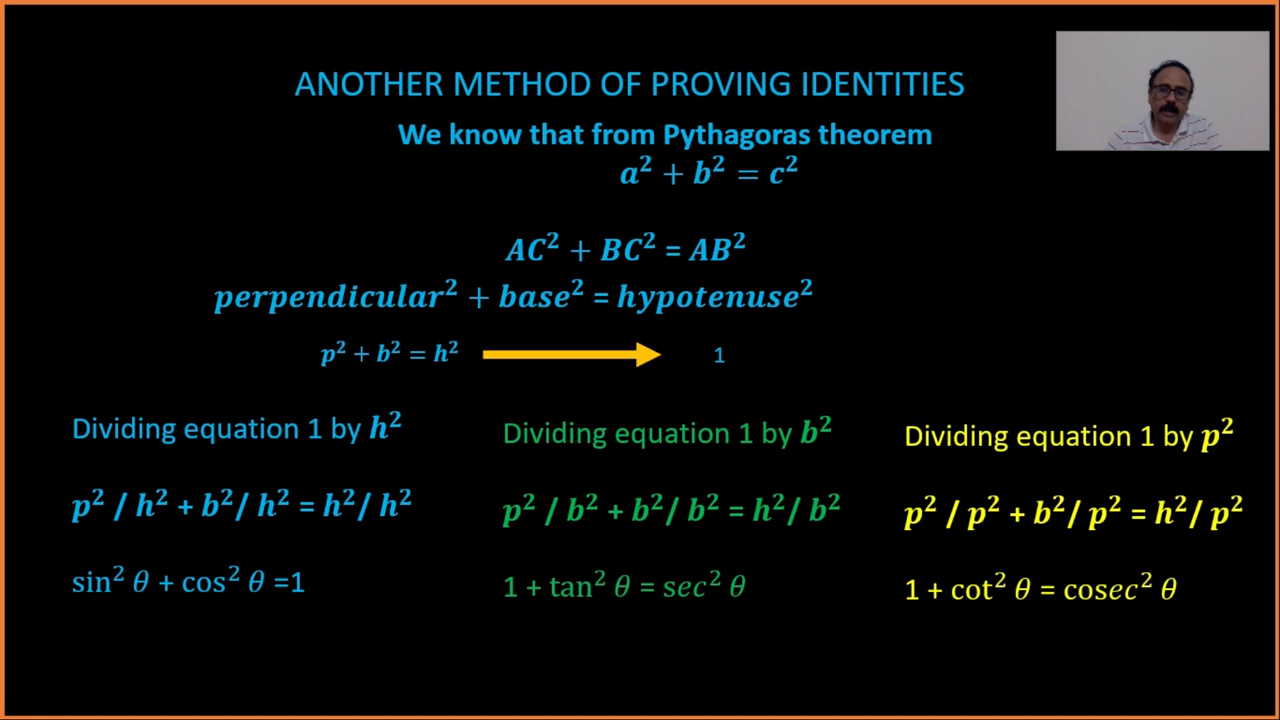 ANOTHER METHOD OF PROVING IDENTITIES
We know that from Pythagoras theorem
a² + b² = c²
AC² + BC² = AB²
perpendicular² + base² = hypotenuse²
p² + b² = h² 1
Dividing equation 1 by h²
p² / h² + b²/ h² = h²/ h²
sin² θ + cos² θ =1
Dividing equation 1 by b²
p² / b² + b²/ b² = h²/ b²
1 + tan² θ = sec² θ
Dividing equation 1 by p²
p² / p² + b²/ p² = h²/ p²
1 + cot² θ = cosec² θ